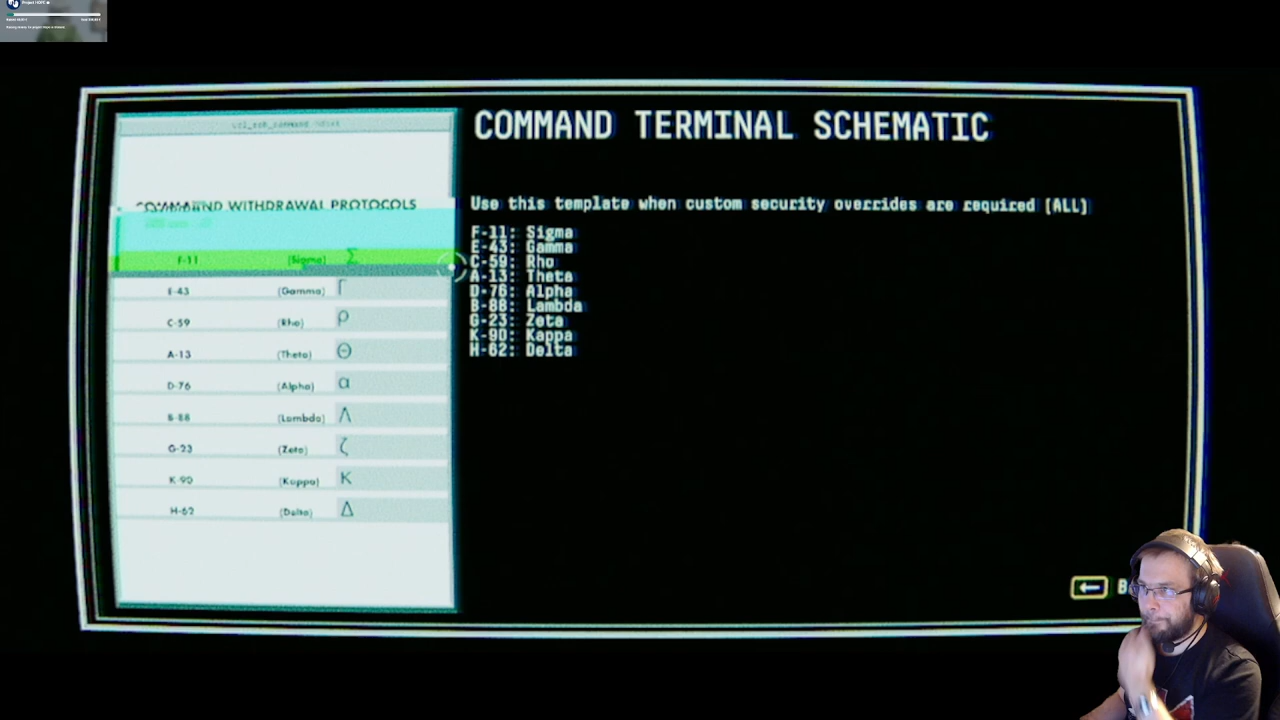 Project HOPE
COMMAND TERMINAL SCHEMATIC
COMMAND WITHDRAWAL PROTOCOLS
F-11 (Sigma) Σ
E-43 (Gamma) Γ
C-59 (Rho) ρ
A-13 (Theta) Θ
D-76 (Alpha) α
B-88 (Lambda) Λ
G-23 (Zeta) ζ
K-90 (Kappa) K
H-62 (Delta) Δ
Use this template when custom security overrides are required (ALL)
F-11: Sigma
E-43: Gamma
C-59: Rho
A-13: Theta
D-76: Alpha
B-88: Lambda
G-23: Zeta
K-90: Kappa
H-62: Delta